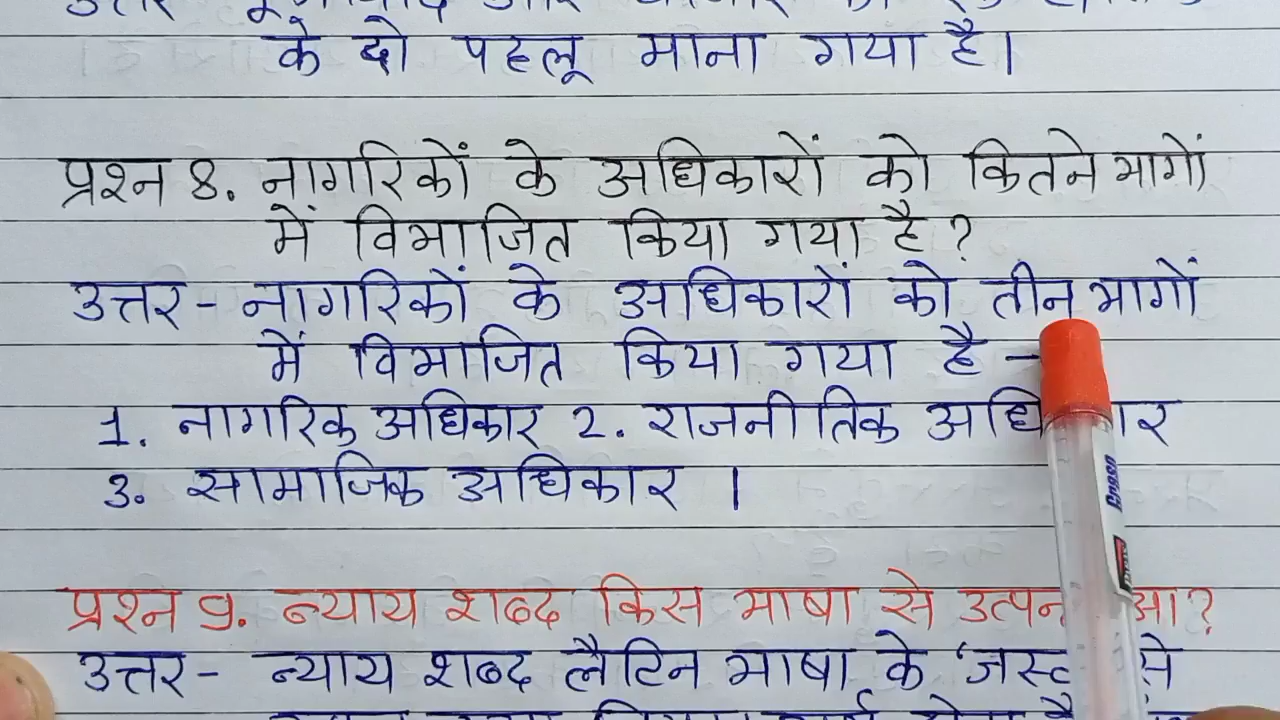 के दो पहलू माना गया है।
प्रश्न 8. नागरिकों के अधिकारों को कितने भागों
में विभाजित किया गया है?
उत्तर - नागरिकों के अधिकारों को तीन भागों
में विभाजित किया गया है -
1. नागरिक अधिकार 2. राजनीतिक अधि ार
3. सामाजिक अधिकार ।
प्रश्न 9. न्याय शब्द किस भाषा से उत्पन आ?
उत्तर - न्याय शब्द लैटिन भाषा के 'जस्ट से